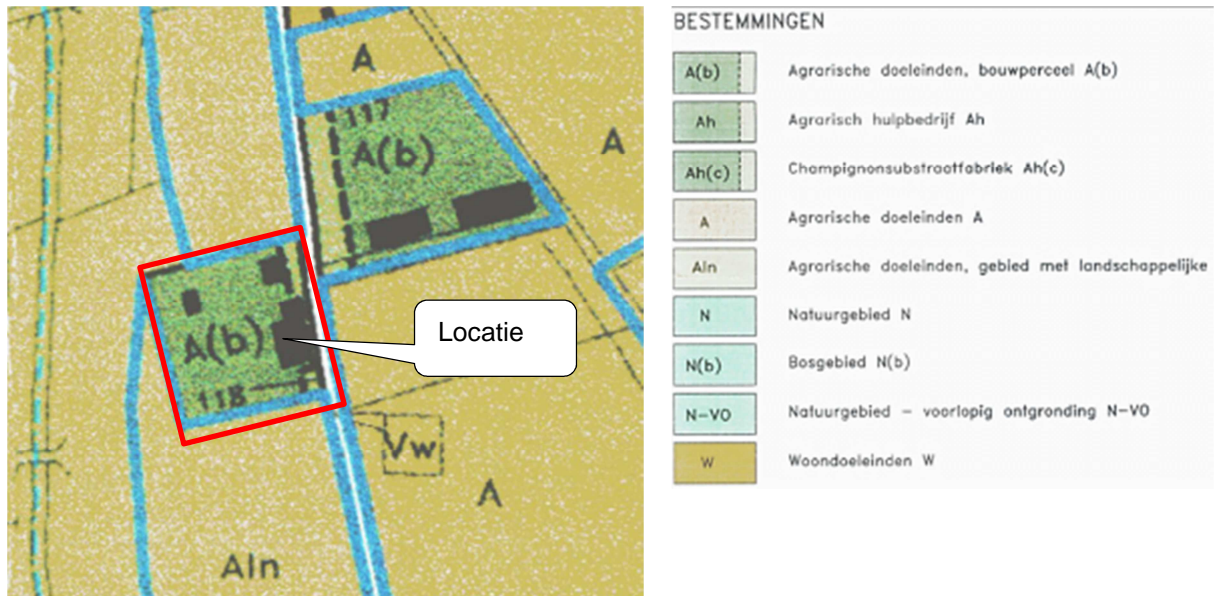 A
117
A(b)
A
Locatie
A(b)
118
Vw
A
Aln
BESTEMMINGEN
A(b) Agrarische doeleinden, bouwperceel A(b)
Ah Agrarisch hulpbedrijf Ah
Ah(c) Champignonsubstraatfabriek Ah(c)
A Agrarische doeleinden A
Aln Agrarische doeleinden, gebied met landschappelijke
N Natuurgebied N
N(b) Bosgebied N(b)
N-VO Natuurgebied – voorlopig ontgronding N-VO
W Woondoeleinden W